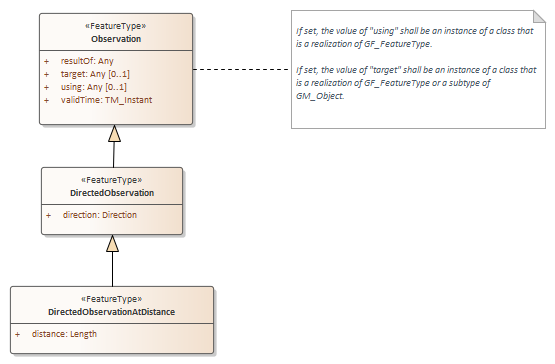 «FeatureType»
Observation
+ resultOf: Any
+ target: Any [0..1]
+ using: Any [0..1]
+ validTime: TM_Instant
If set, the value of "using" shall be an instance of a class that
is a realization of GF_FeatureType.
If set, the value of "target" shall be an instance of a class that
is a realization of GF_FeatureType or a subtype of
GM_Object.
«FeatureType»
DirectedObservation
+ direction: Direction
«FeatureType»
DirectedObservationAtDistance
+ distance: Length